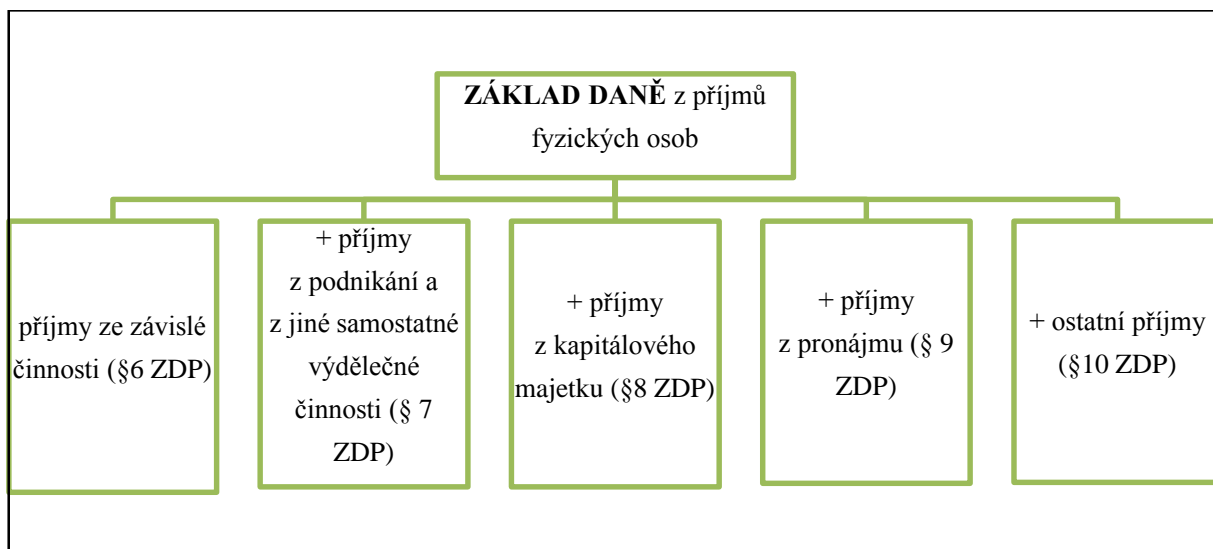 ZÁKLAD DANĚ z příjmů
fyzických osob
příjmy ze závislé
činnosti (§6 ZDP)
+ příjmy
z podnikání a
z jiné samostatné
výdělečné
činnosti (§ 7
ZDP)
+ příjmy
z kapitálového
majetku (§8 ZDP)
+ příjmy
z pronájmu (§ 9
ZDP)
+ ostatní příjmy
(§10 ZDP)